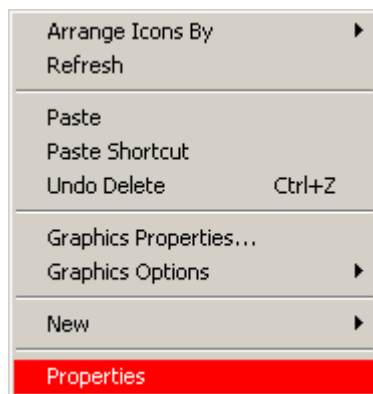 Arrange Icons By
Refresh
Paste
Paste Shortcut
Undo Delete Ctrl+Z
Graphics Properties...
Graphics Options
New
Properties